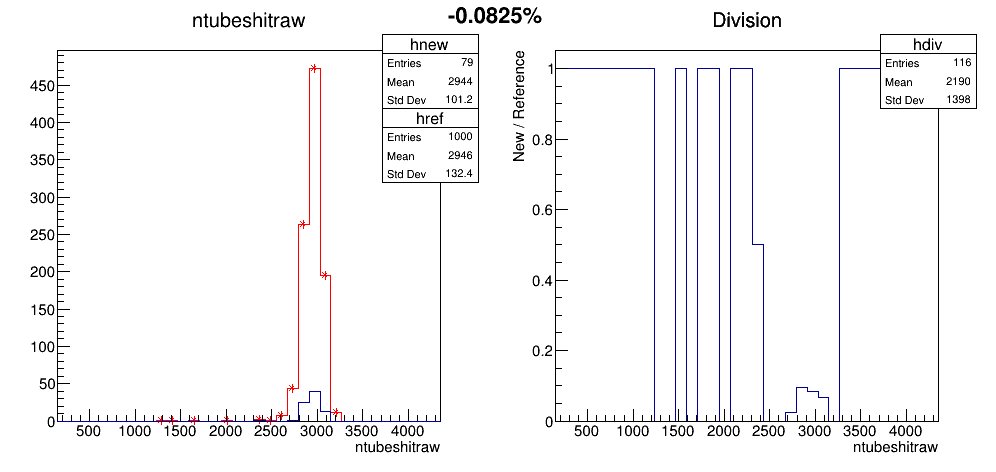 -0.0825%
ntubeshitraw
hnew
Entries 79
Mean 2944
Std Dev 101.2
href
Entries 1000
Mean 2946
Std Dev 132.4
450
400
350
300
250
200
150
100
50
0
500 1000 1500 2000 2500 3000 3500 4000
ntubeshitraw
Division
hdiv
Entries 116
Mean 2190
Std Dev 1398
New / Reference
1
0.8
0.6
0.4
0.2
0
500 1000 1500 2000 2500 3000 3500 4000
ntubeshitraw